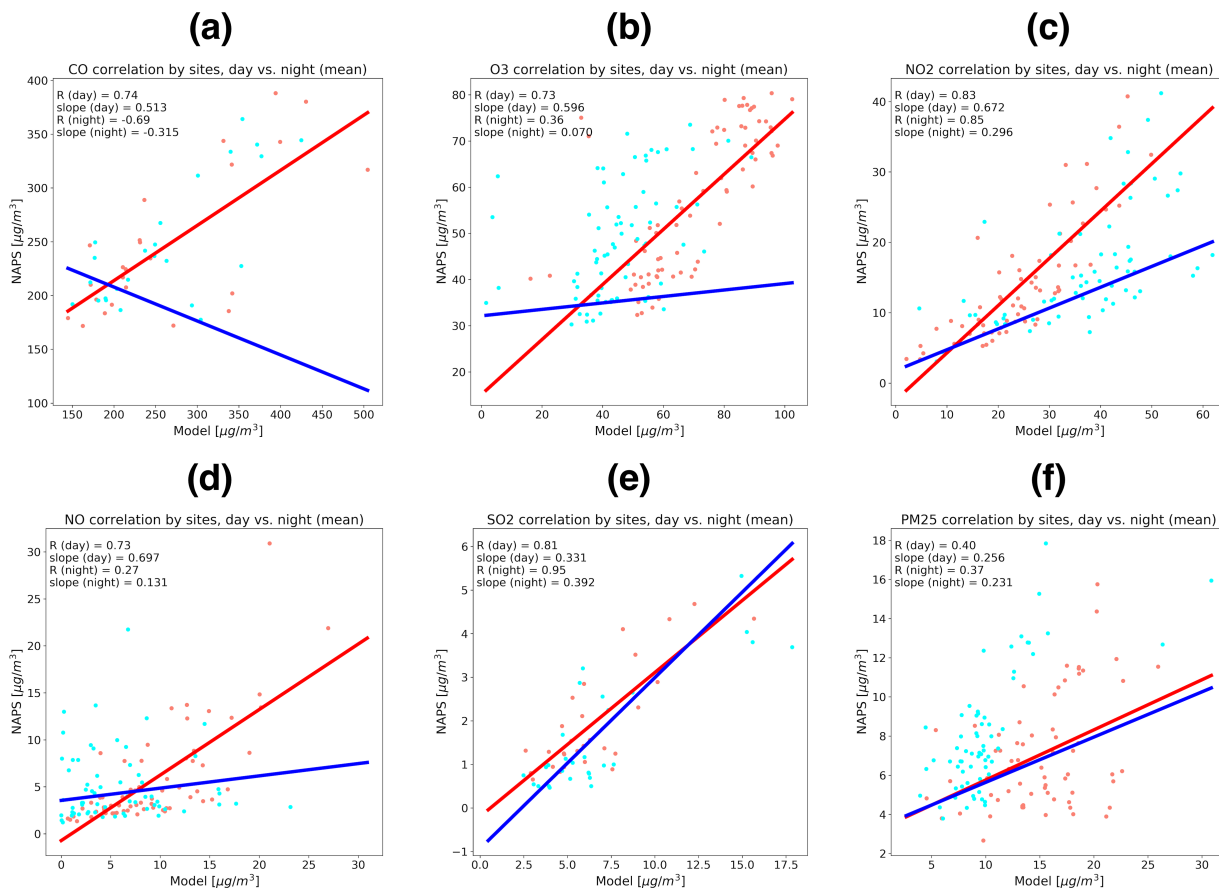 (a)
CO correlation by sites, day vs. night (mean)
R (day) = 0.74
slope (day) = 0.513
R (night) = -0.69
slope (night) = -0.315
NAPS [μg/m³]
400
350
300
250
200
150
100
150 200 250 300 350 400 450 500
Model [μg/m³]
(b)
O3 correlation by sites, day vs. night (mean)
R (day) = 0.73
slope (day) = 0.596
R (night) = 0.36
slope (night) = 0.070
NAPS [μg/m³]
80
70
60
50
40
30
20
0 20 40 60 80 100
Model [μg/m³]
(c)
NO2 correlation by sites, day vs. night (mean)
R (day) = 0.83
slope (day) = 0.672
R (night) = 0.85
slope (night) = 0.296
NAPS [μg/m³]
40
30
20
10
0
0 10 20 30 40 50 60
Model [μg/m³]
(d)
NO correlation by sites, day vs. night (mean)
R (day) = 0.73
slope (day) = 0.697
R (night) = 0.27
slope (night) = 0.131
NAPS [μg/m³]
30
25
20
15
10
5
0
0 5 10 15 20 25 30
Model [μg/m³]
(e)
SO2 correlation by sites, day vs. night (mean)
R (day) = 0.81
slope (day) = 0.331
R (night) = 0.95
slope (night) = 0.392
NAPS [μg/m³]
6
5
4
3
2
1
0
−1
0.0 2.5 5.0 7.5 10.0 12.5 15.0 17.5
Model [μg/m³]
(f)
PM25 correlation by sites, day vs. night (mean)
R (day) = 0.40
slope (day) = 0.256
R (night) = 0.37
slope (night) = 0.231
NAPS [μg/m³]
18
16
14
12
10
8
6
4
2
5 10 15 20 25 30
Model [μg/m³]